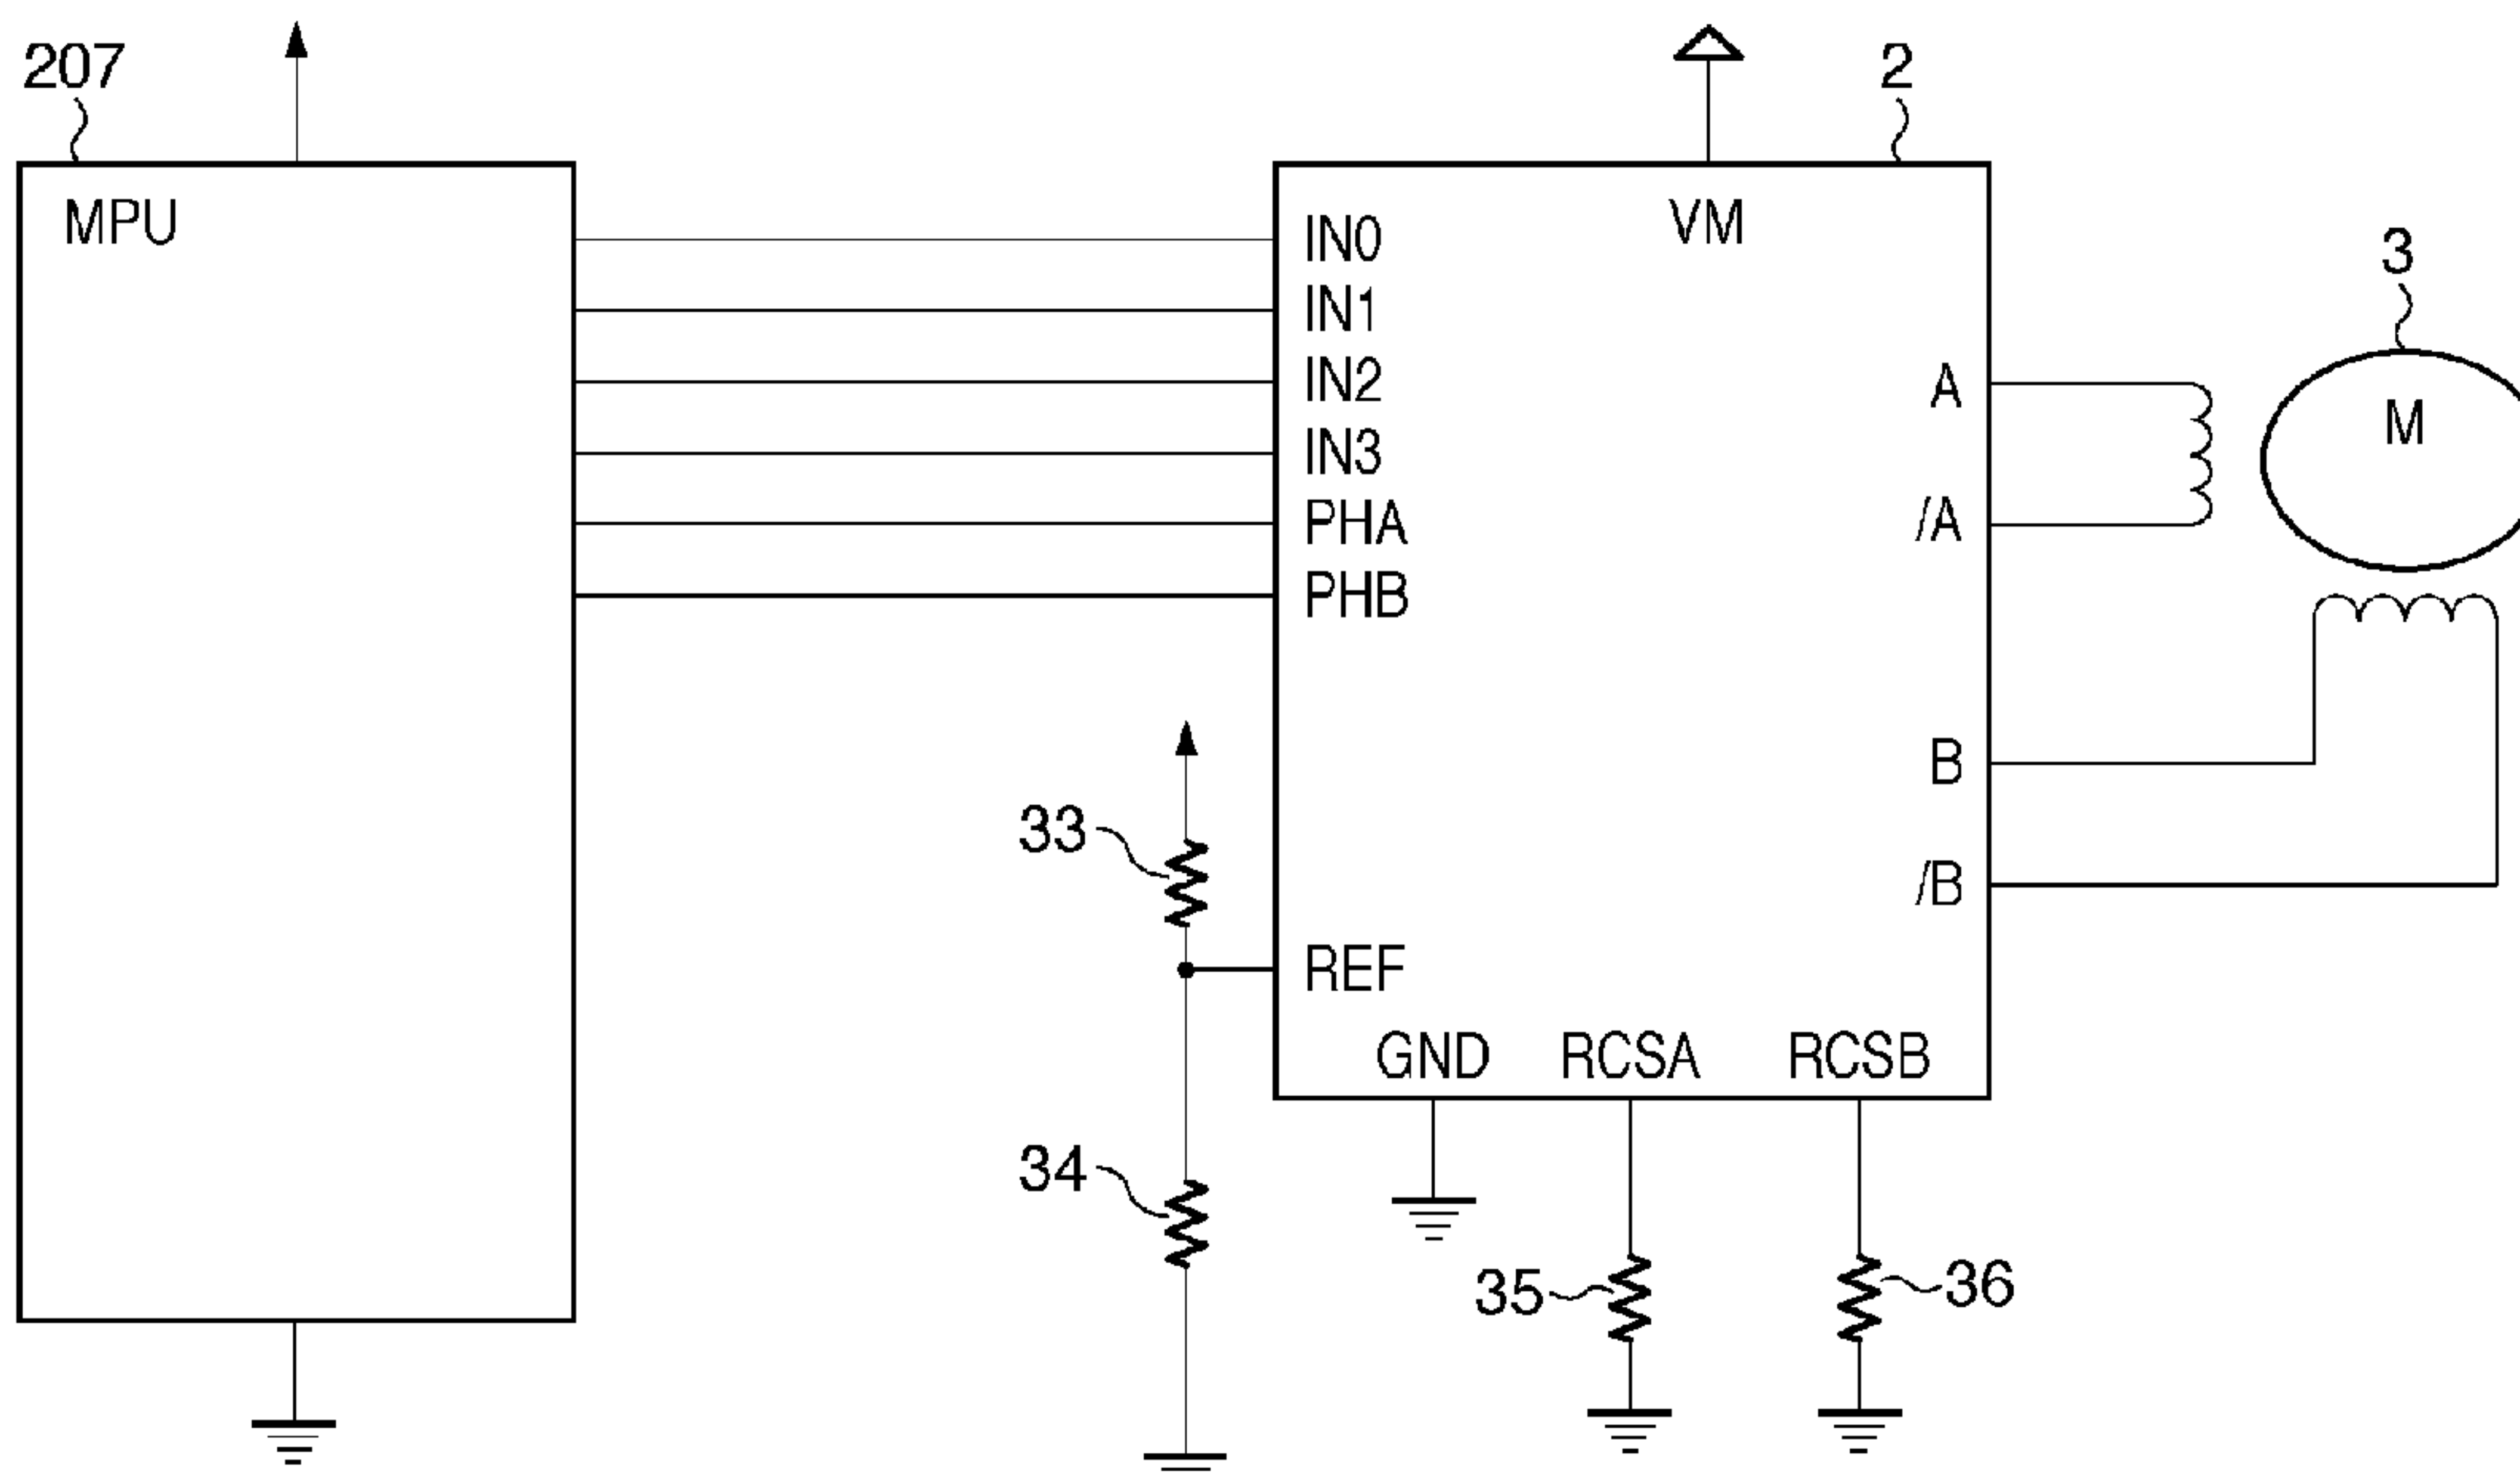 207
2
MPU
VM
IN0
IN1
IN2
IN3
PHA
PHB
3
M
A
/A
B
/B
33
REF
GND
RCSA
RCSB
34
35
36